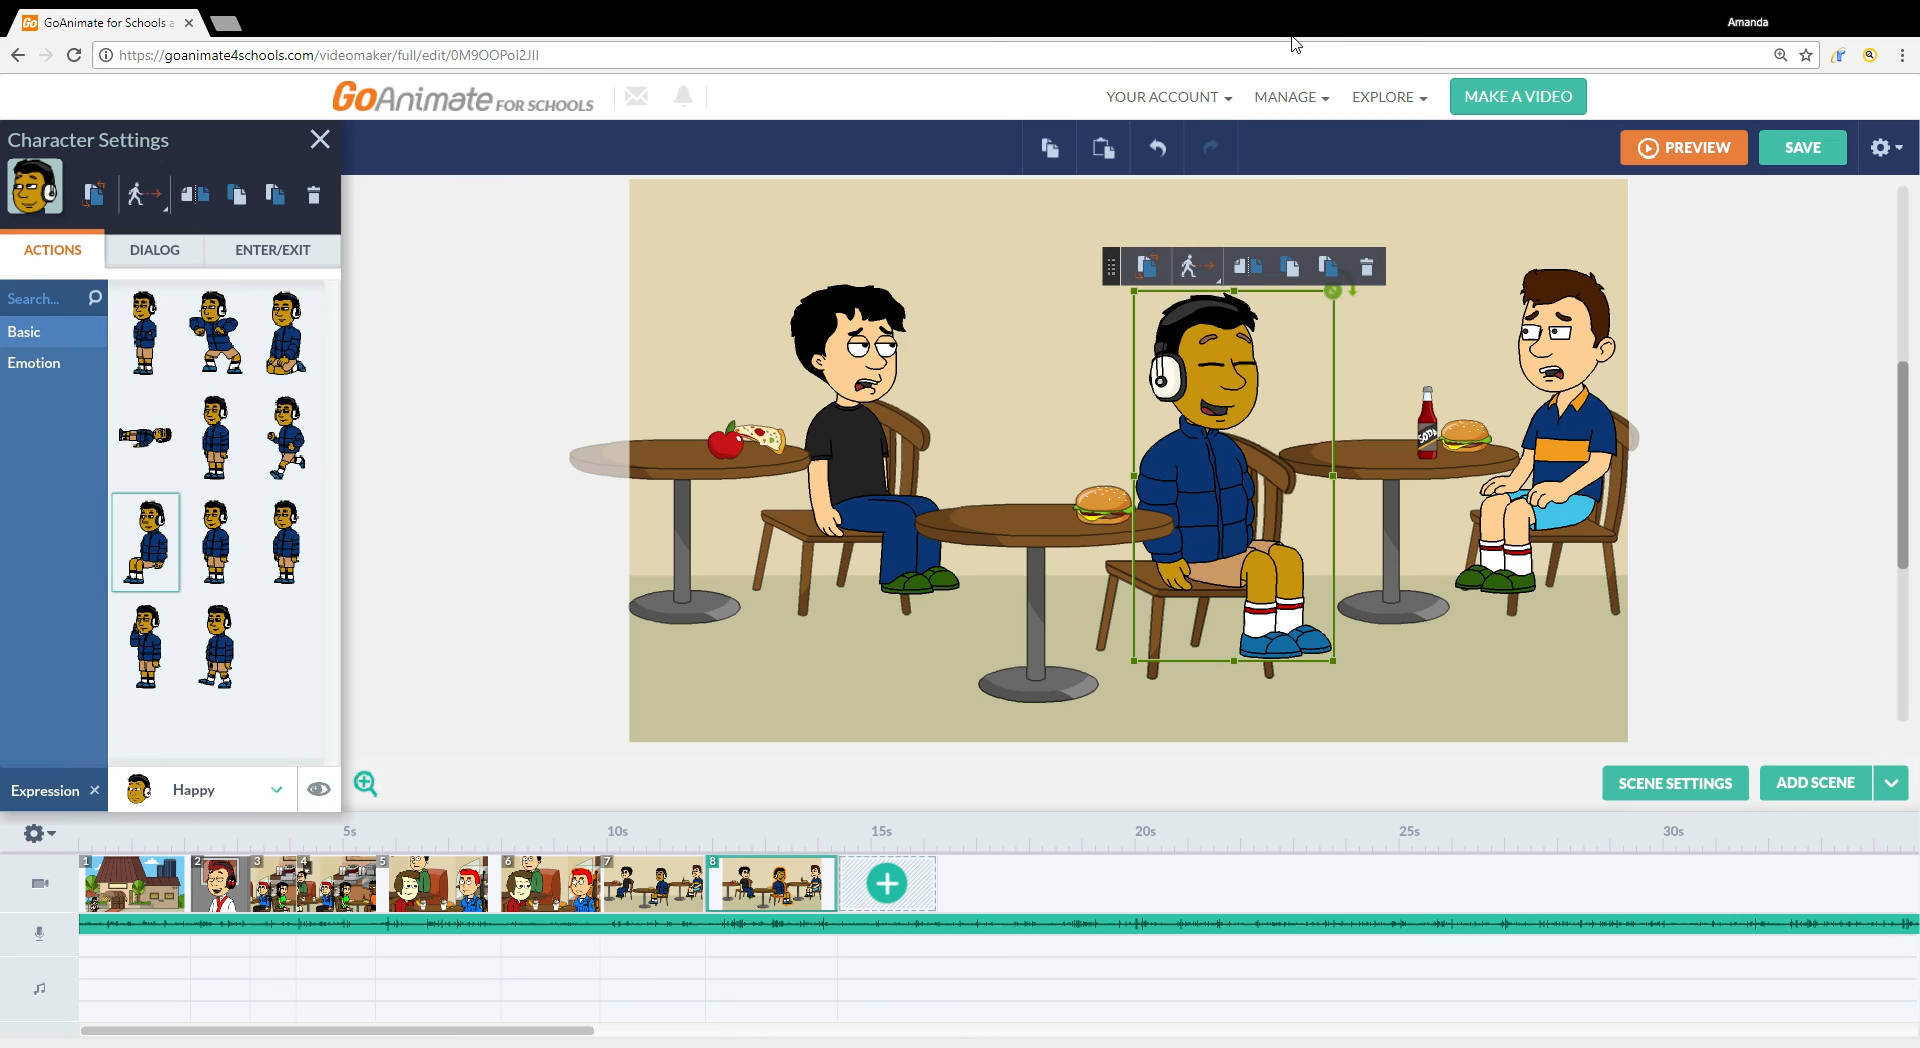 GoAnimate for Schools a
Amanda
https://goanimate4schools.com/videomaker/full/edit/0M9OOPoI2JII
GoAnimate FOR SCHOOLS
YOUR ACCOUNT
MANAGE
EXPLORE
MAKE A VIDEO
Character Settings
PREVIEW
SAVE
ACTIONS
DIALOG
ENTER/EXIT
Search...
Basic
Emotion
SODA
Expression
Happy
SCENE SETTINGS
ADD SCENE
5s
10s
15s
20s
25s
30s
1
2
3
4
5
6
7
8